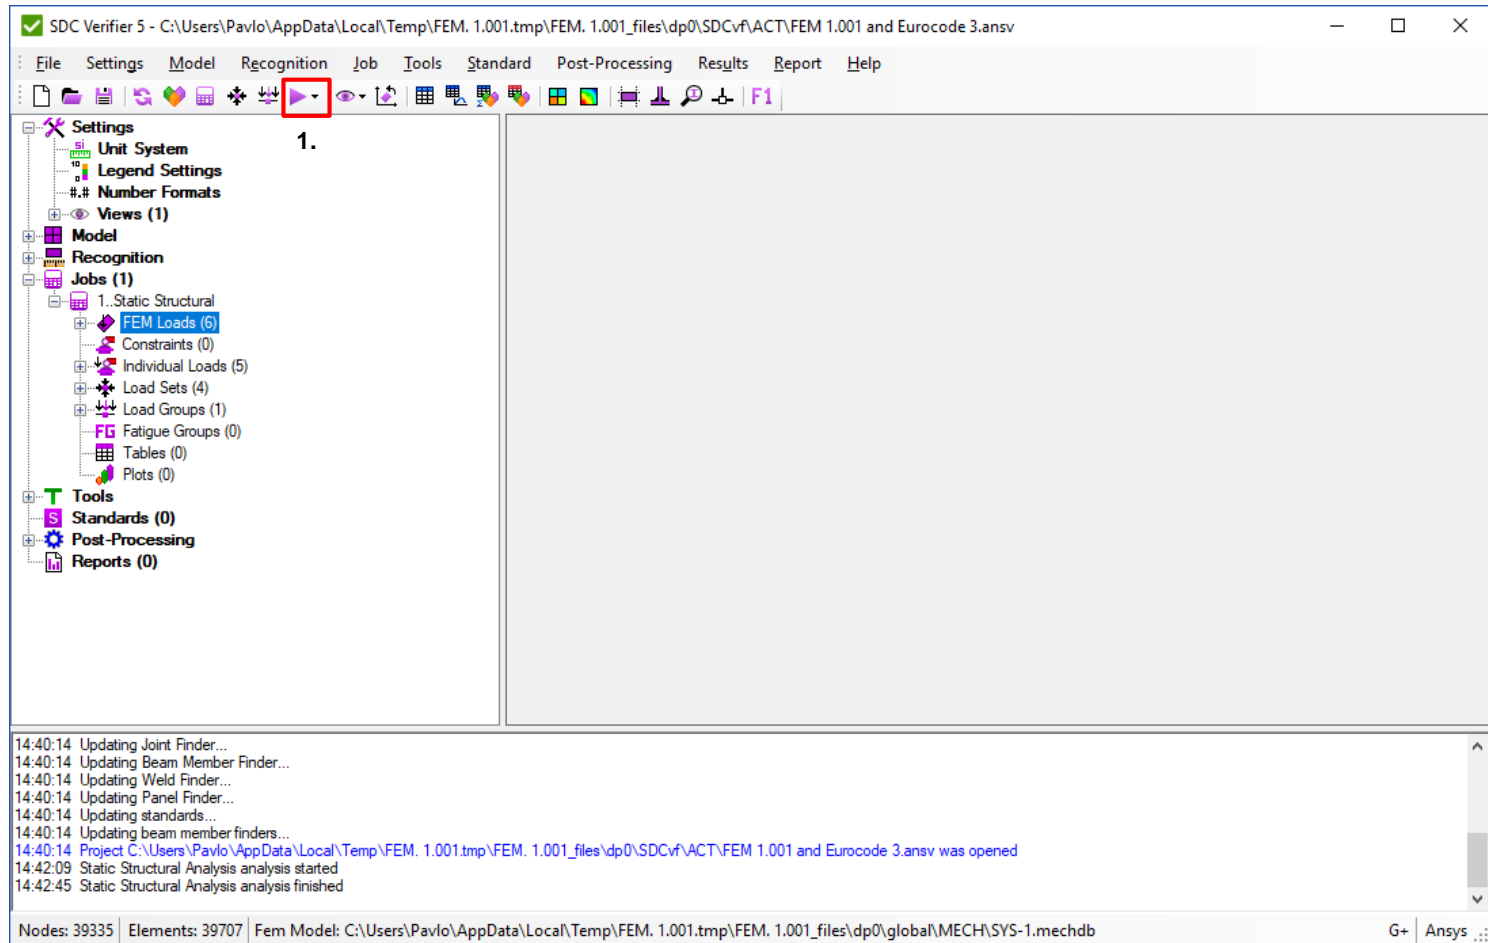 SDC Verifier 5 - C:\Users\Pavlo\AppData\Local\Temp\FEM. 1.001.tmp\FEM. 1.001_files\dp0\SDCvf\ACT\FEM 1.001 and Eurocode 3.ansv
File Settings Model Recognition Job Tools Standard Post-Processing Results Report Help
F1
1.
Settings
Unit System
Legend Settings
Number Formats
Views (1)
Model
Recognition
Jobs (1)
1..Static Structural
FEM Loads (6)
Constraints (0)
Individual Loads (5)
Load Sets (4)
Load Groups (1)
FG Fatigue Groups (0)
Tables (0)
Plots (0)
Tools
Standards (0)
Post-Processing
Reports (0)
14:40:14 Updating Joint Finder...
14:40:14 Updating Beam Member Finder...
14:40:14 Updating Weld Finder...
14:40:14 Updating Panel Finder...
14:40:14 Updating standards...
14:40:14 Updating beam member finders...
14:40:14 Project C:\Users\Pavlo\AppData\Local\Temp\FEM. 1.001.tmp\FEM. 1.001_files\dp0\SDCvf\ACT\FEM 1.001 and Eurocode 3.ansv was opened
14:42:09 Static Structural Analysis analysis started
14:42:45 Static Structural Analysis analysis finished
Nodes: 39335 Elements: 39707 Fem Model: C:\Users\Pavlo\AppData\Local\Temp\FEM. 1.001.tmp\FEM. 1.001_files\dp0\global\MECH\SYS-1.mechdb G+ Ansys